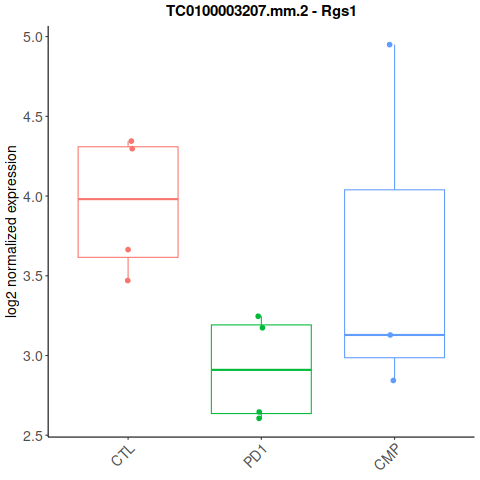 TC0100003207.mm.2 - Rgs1
log2 normalized expression
5.0
4.5
4.0
3.5
3.0
2.5
CTL
PD1
CMP